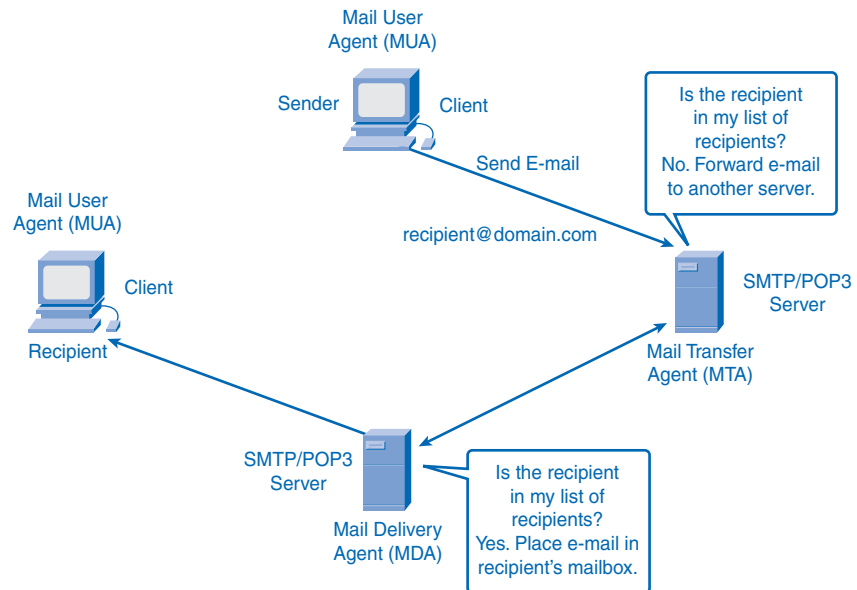 Mail User
Agent (MUA)
Sender
Client
Is the recipient
in my list of
recipients?
No. Forward e-mail
to another server.
Send E-mail
recipient@domain.com
Mail User
Agent (MUA)
Client
Recipient
SMTP/POP3
Server
Mail Transfer
Agent (MTA)
SMTP/POP3
Server
Mail Delivery
Agent (MDA)
Is the recipient
in my list of
recipients?
Yes. Place e-mail in
recipient’s mailbox.